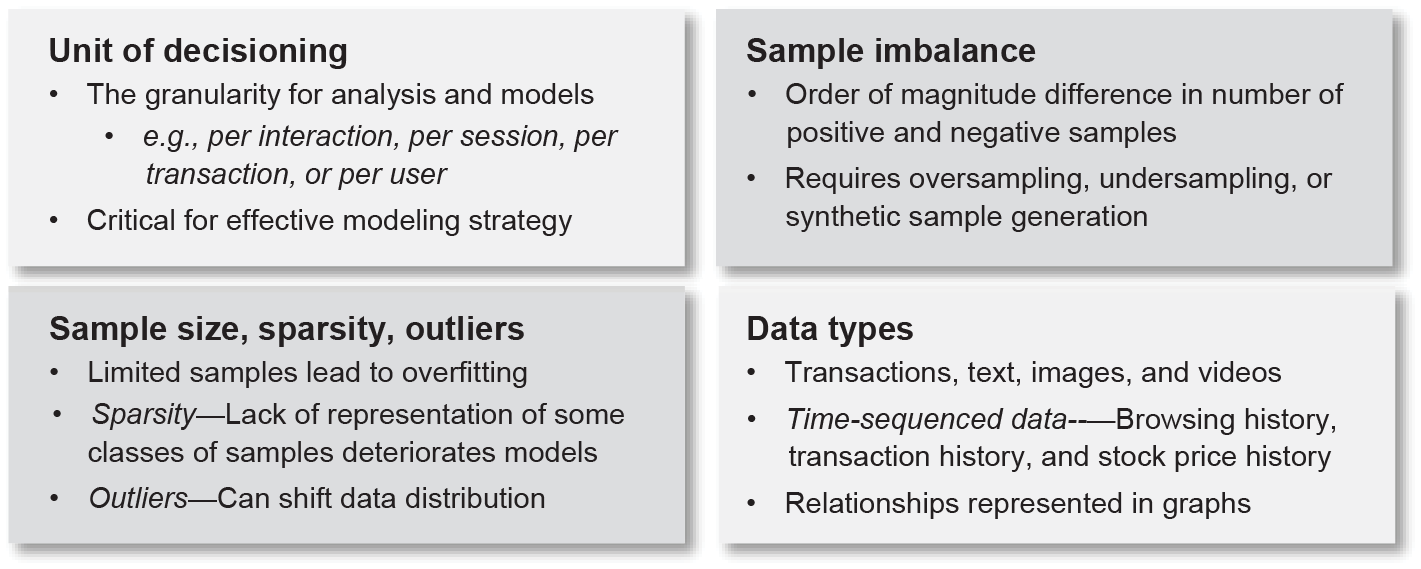 Unit of decisioning
• The granularity for analysis and models
• e.g., per interaction, per session, per
transaction, or per user
• Critical for effective modeling strategy
Sample imbalance
• Order of magnitude difference in number of
positive and negative samples
• Requires oversampling, undersampling, or
synthetic sample generation
Sample size, sparsity, outliers
• Limited samples lead to overfitting
• Sparsity—Lack of representation of some
classes of samples deteriorates models
• Outliers—Can shift data distribution
Data types
• Transactions, text, images, and videos
• Time-sequenced data--—Browsing history,
transaction history, and stock price history
• Relationships represented in graphs